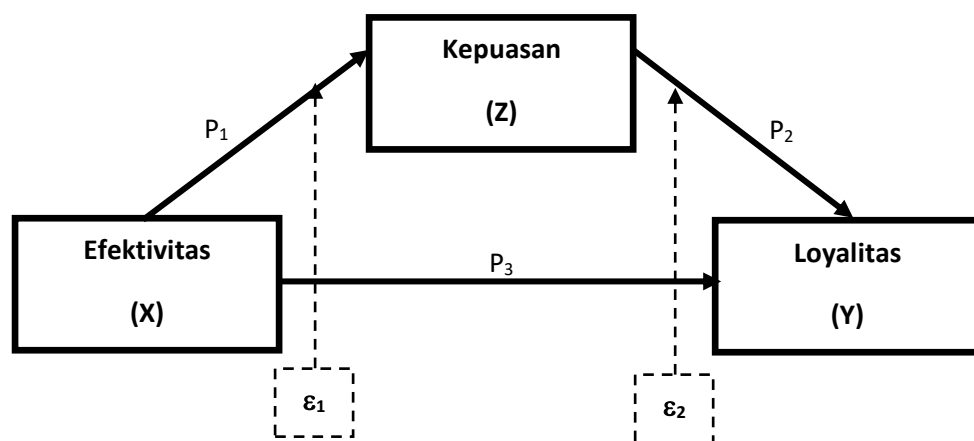 Kepuasan
(Z)
P₁
P₂
Efektivitas
(X)
P₃
Loyalitas
(Y)
ε₁
ε₂